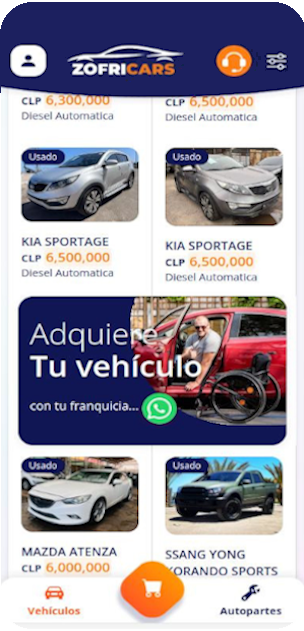 ZOFRICARS
CLP 6,300,000
Diesel Automatica
CLP 6,500,000
Diesel Automatica
Usado
KIA SPORTAGE
CLP 6,500,000
Diesel Automatica
Usado
KIA SPORTAGE
CLP 6,500,000
Diesel Automatica
Adquiere
Tu vehículo
con tu franquicia...
Usado
MAZDA ATENZA
CLP 6,000,000
Usado
SSANG YONG
KORANDO SPORTS
Vehículos
Autopartes